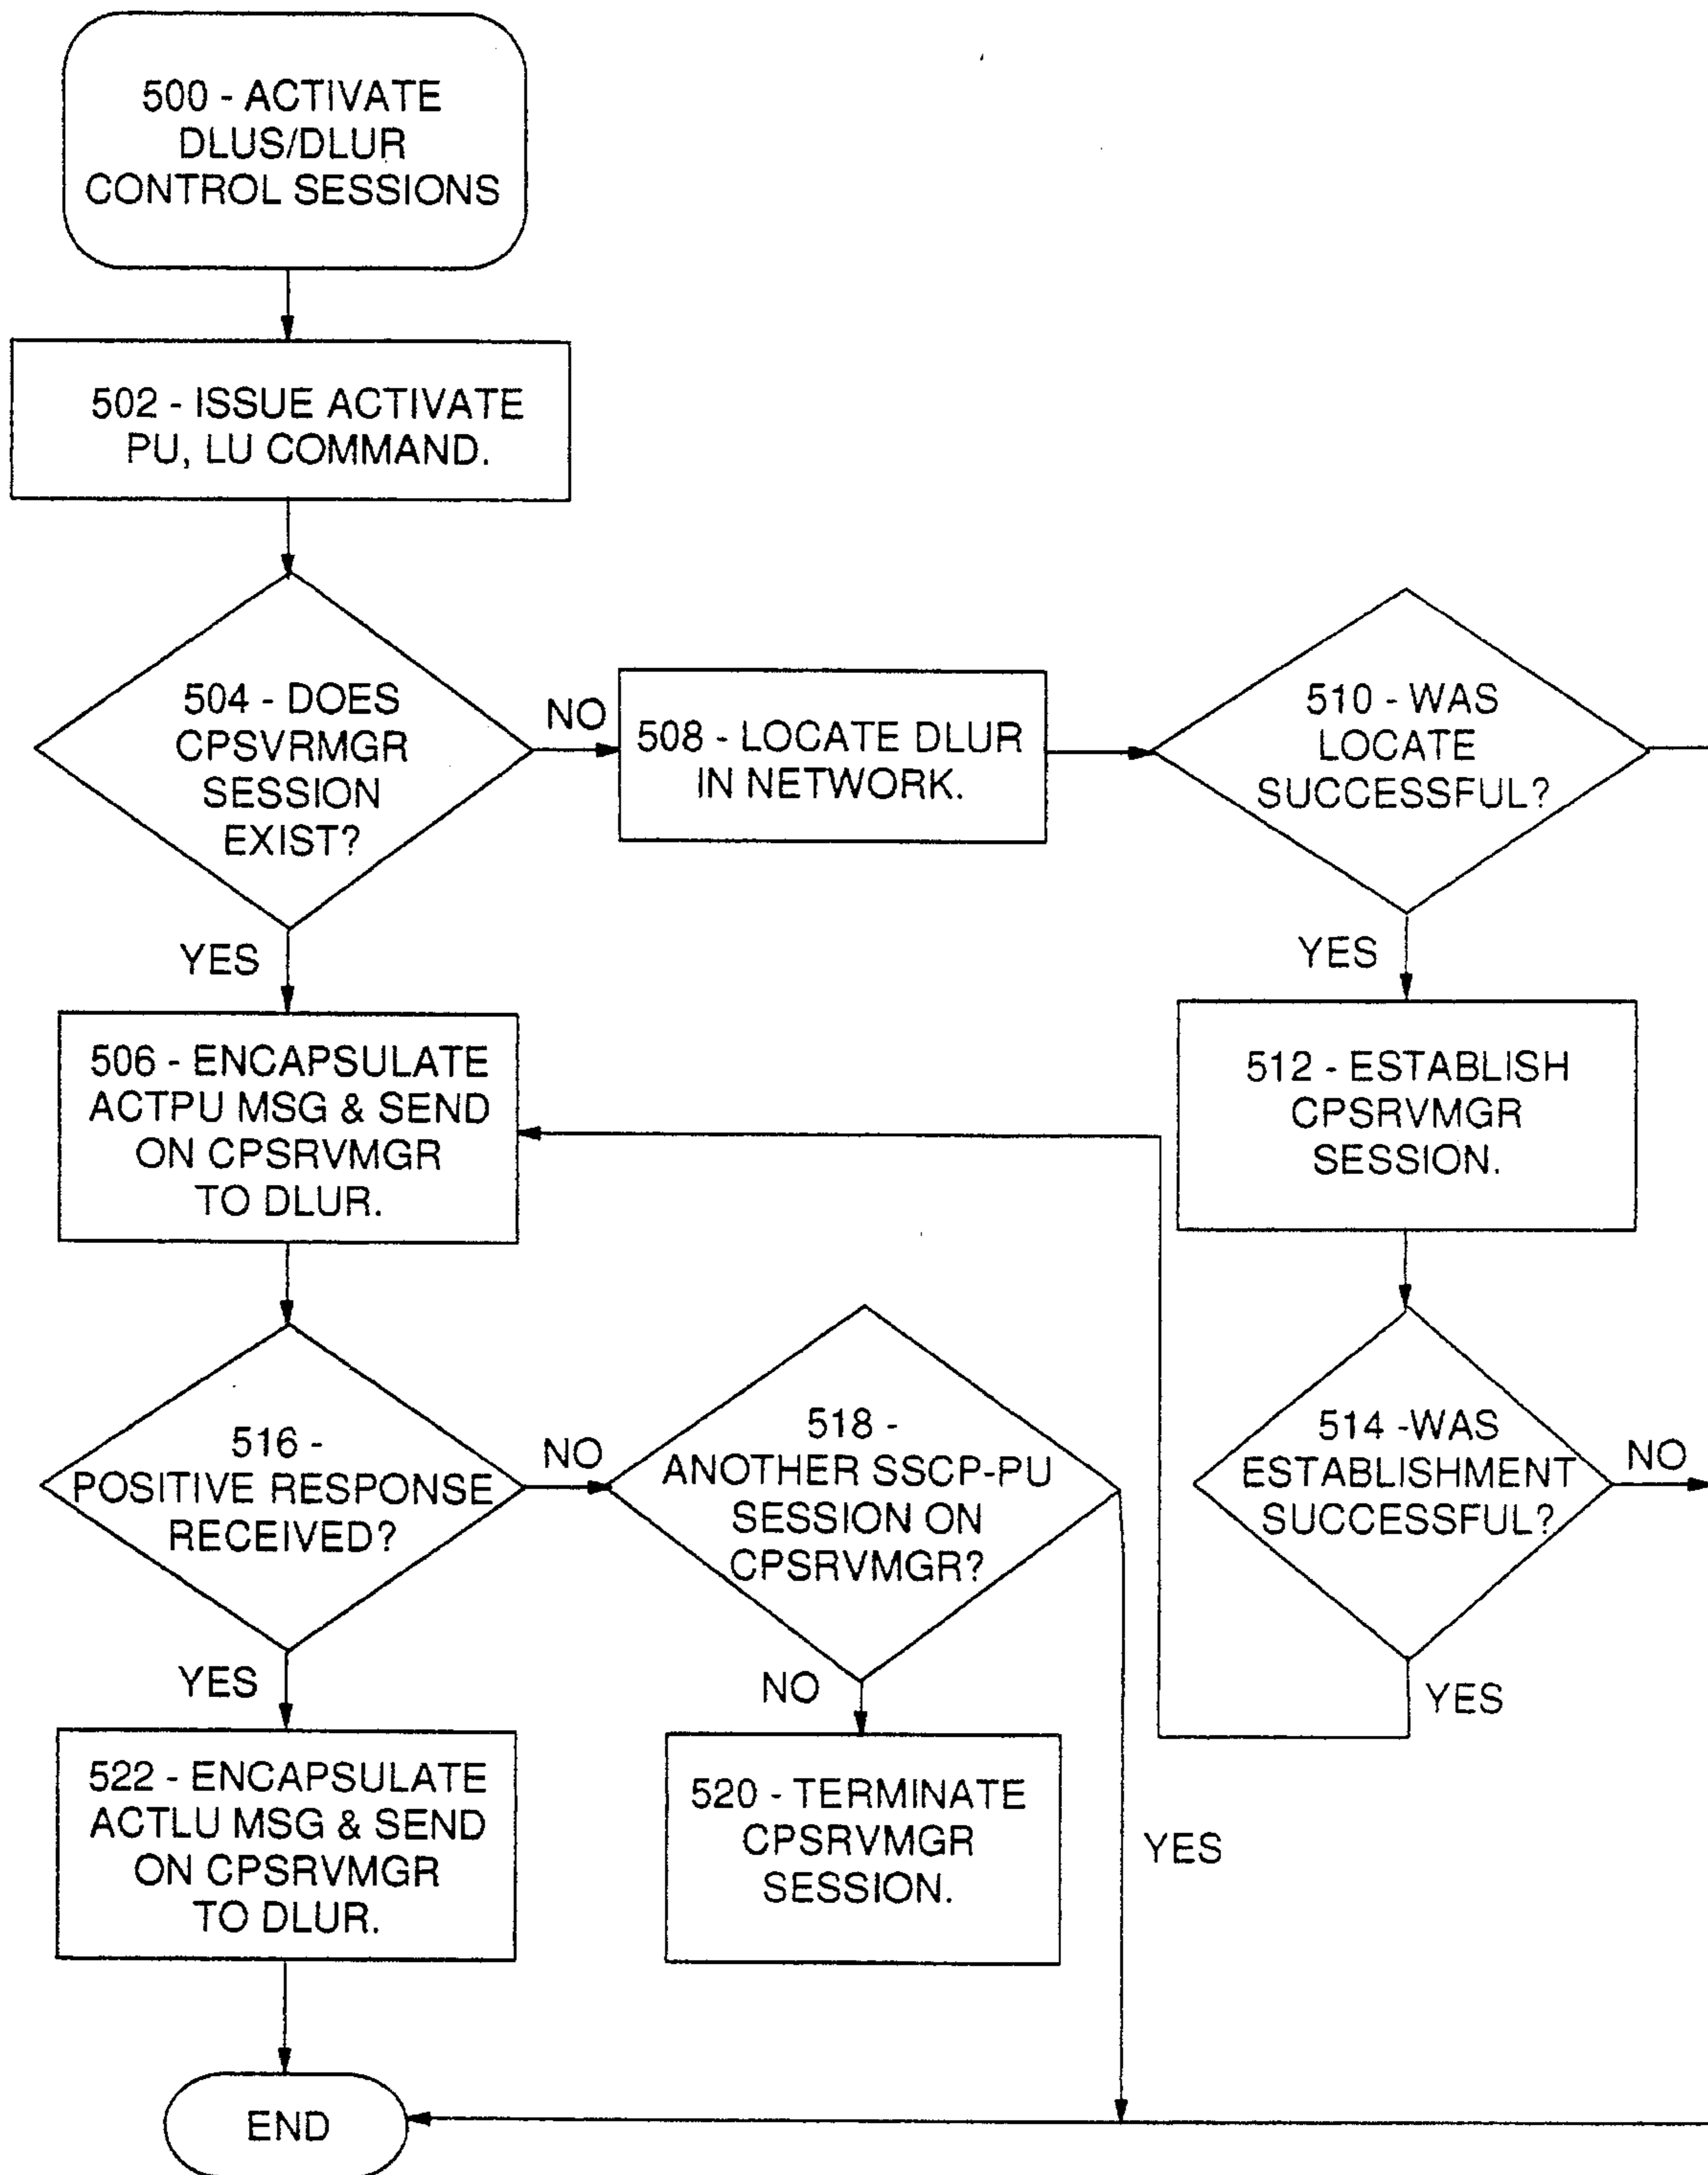 500 - ACTIVATE
DLUS/DLUR
CONTROL SESSIONS
502 - ISSUE ACTIVATE
PU, LU COMMAND.
504 - DOES
CPSVRMGR
SESSION
EXIST?
NO
508 - LOCATE DLUR
IN NETWORK.
510 - WAS
LOCATE
SUCCESSFUL?
YES
YES
506 - ENCAPSULATE
ACTPU MSG & SEND
ON CPSRVMGR
TO DLUR.
512 - ESTABLISH
CPSRVMGR
SESSION.
516 -
POSITIVE RESPONSE
RECEIVED?
NO
518 -
ANOTHER SSCP-PU
SESSION ON
CPSRVMGR?
514 -WAS
ESTABLISHMENT
SUCCESSFUL?
NO
YES
NO
YES
522 - ENCAPSULATE
ACTLU MSG & SEND
ON CPSRVMGR
TO DLUR.
520 - TERMINATE
CPSRVMGR
SESSION.
YES
END